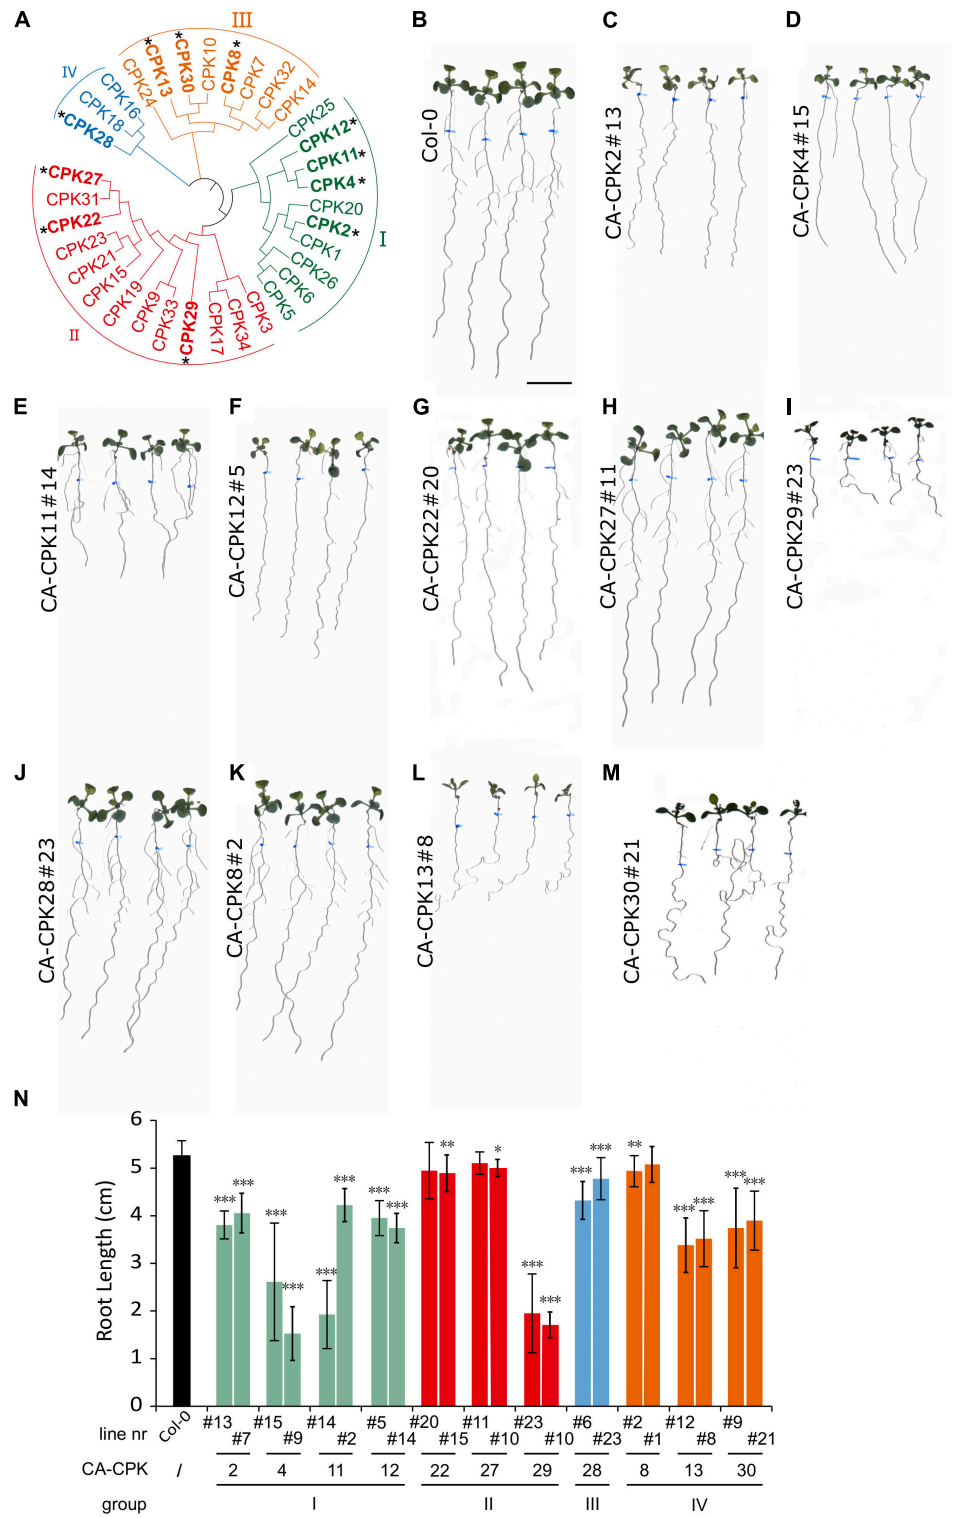 A
III
IV
I
II
CPK24
*CPK13
*CPK30
CPK10
CPK8*
CPK7
CPK32
CPK14
CPK16
CPK18
*CPK28
CPK25
CPK12*
CPK11*
CPK4*
CPK20
CPK2*
CPK1
CPK26
CPK6
CPK5
CPK3
CPK34
CPK17
CPK29
*
CPK33
CPK9
CPK19
CPK15
CPK21
CPK23
*CPK22
CPK31
*CPK27
B
Col-0
C
CA-CPK2#13
D
CA-CPK4#15
E
CA-CPK11#14
F
CA-CPK12#5
G
CA-CPK22#20
H
CA-CPK27#11
I
CA-CPK29#23
J
CA-CPK28#23
K
CA-CPK8#2
L
CA-CPK13#8
M
CA-CPK30#21
N
Root Length (cm)
6
5
4
3
2
1
0
*** *** *** *** *** *** *** ** * *** *** *** *** ** *** *** *** ***
line nr Col-0 #13 #7 #15 #9 #14 #2 #5 #14 #20 #15 #11 #10 #23 #10 #6 #23 #2 #1 #12 #8 #9 #21
CA-CPK / 2 4 11 12 22 27 29 28 8 13 30
group I II III IV